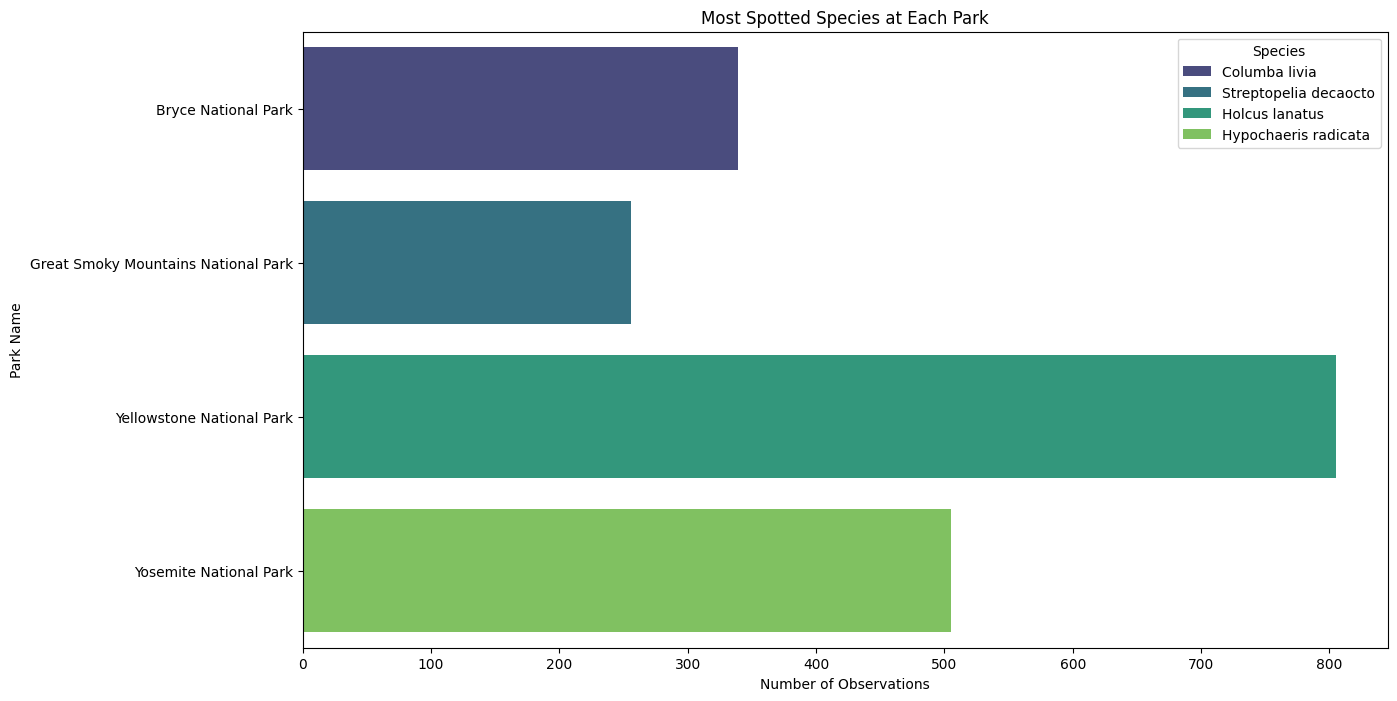 Most Spotted Species at Each Park
Species
Columba livia
Streptopelia decaocto
Holcus lanatus
Hypochaeris radicata
Park Name
Bryce National Park
Great Smoky Mountains National Park
Yellowstone National Park
Yosemite National Park
0 100 200 300 400 500 600 700 800
Number of Observations